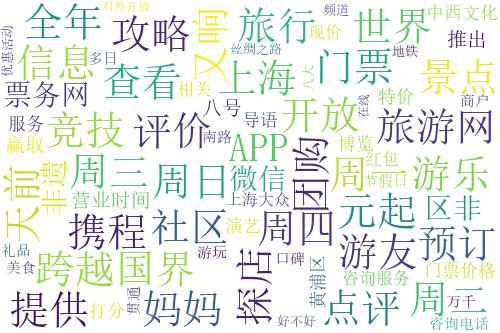 对外开放 频道
全年 攻略 又响 旅行 世界 中西文化
优惠活动 多日 丝绸之路 现价 地铁 推出
信息 查看 上海 门票 景点
票务网 相关 八号 大 特价 商户
服务 导语 开放 在线 旅游网
赢取 竞技 评价 南路 APP 博览
天前 非遗 周三 周日 微信 团购 周一 红包 节假日 游乐
营业时间 上海大众 元起 区非
礼品 携程 社区 演艺 周四 游友 预订
美食 跨越国界 游玩 探店 口碑 黄浦区 咨询服务 门票价格 周二
提供 打分 贯通 妈妈 好不好 点评 万千 咨询电话